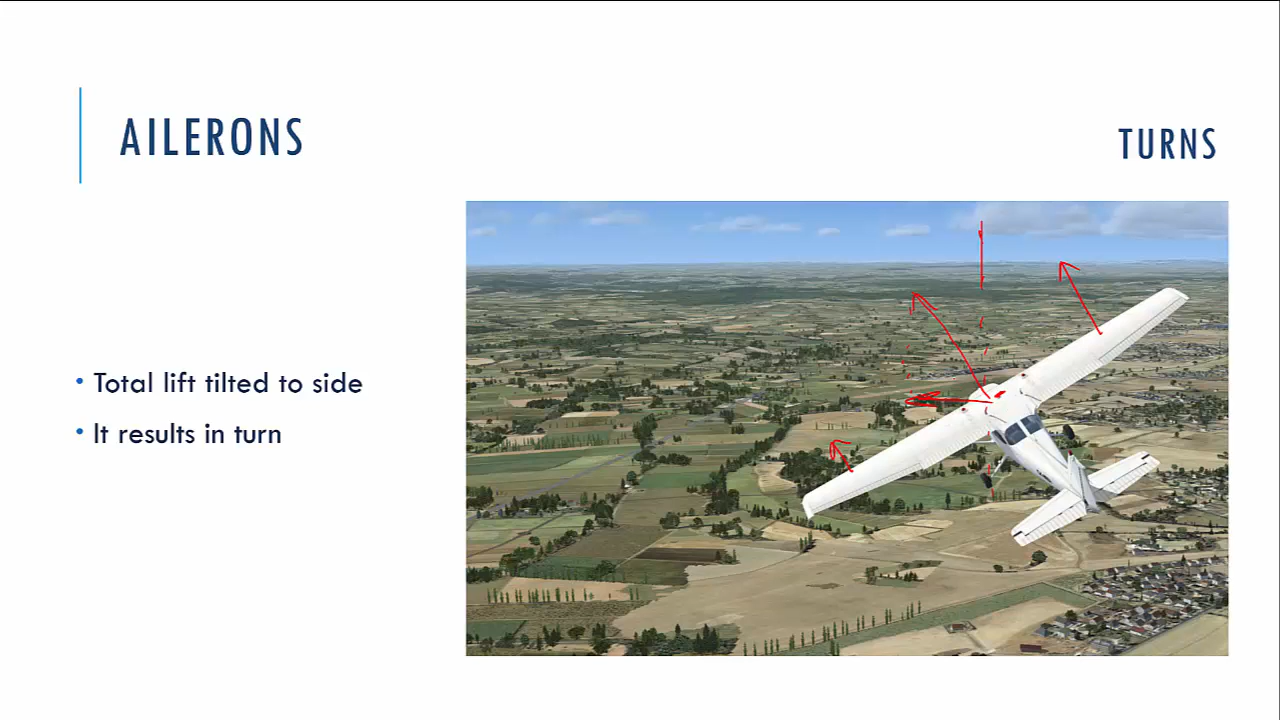 AILERONS
TURNS
• Total lift tilted to side
• It results in turn